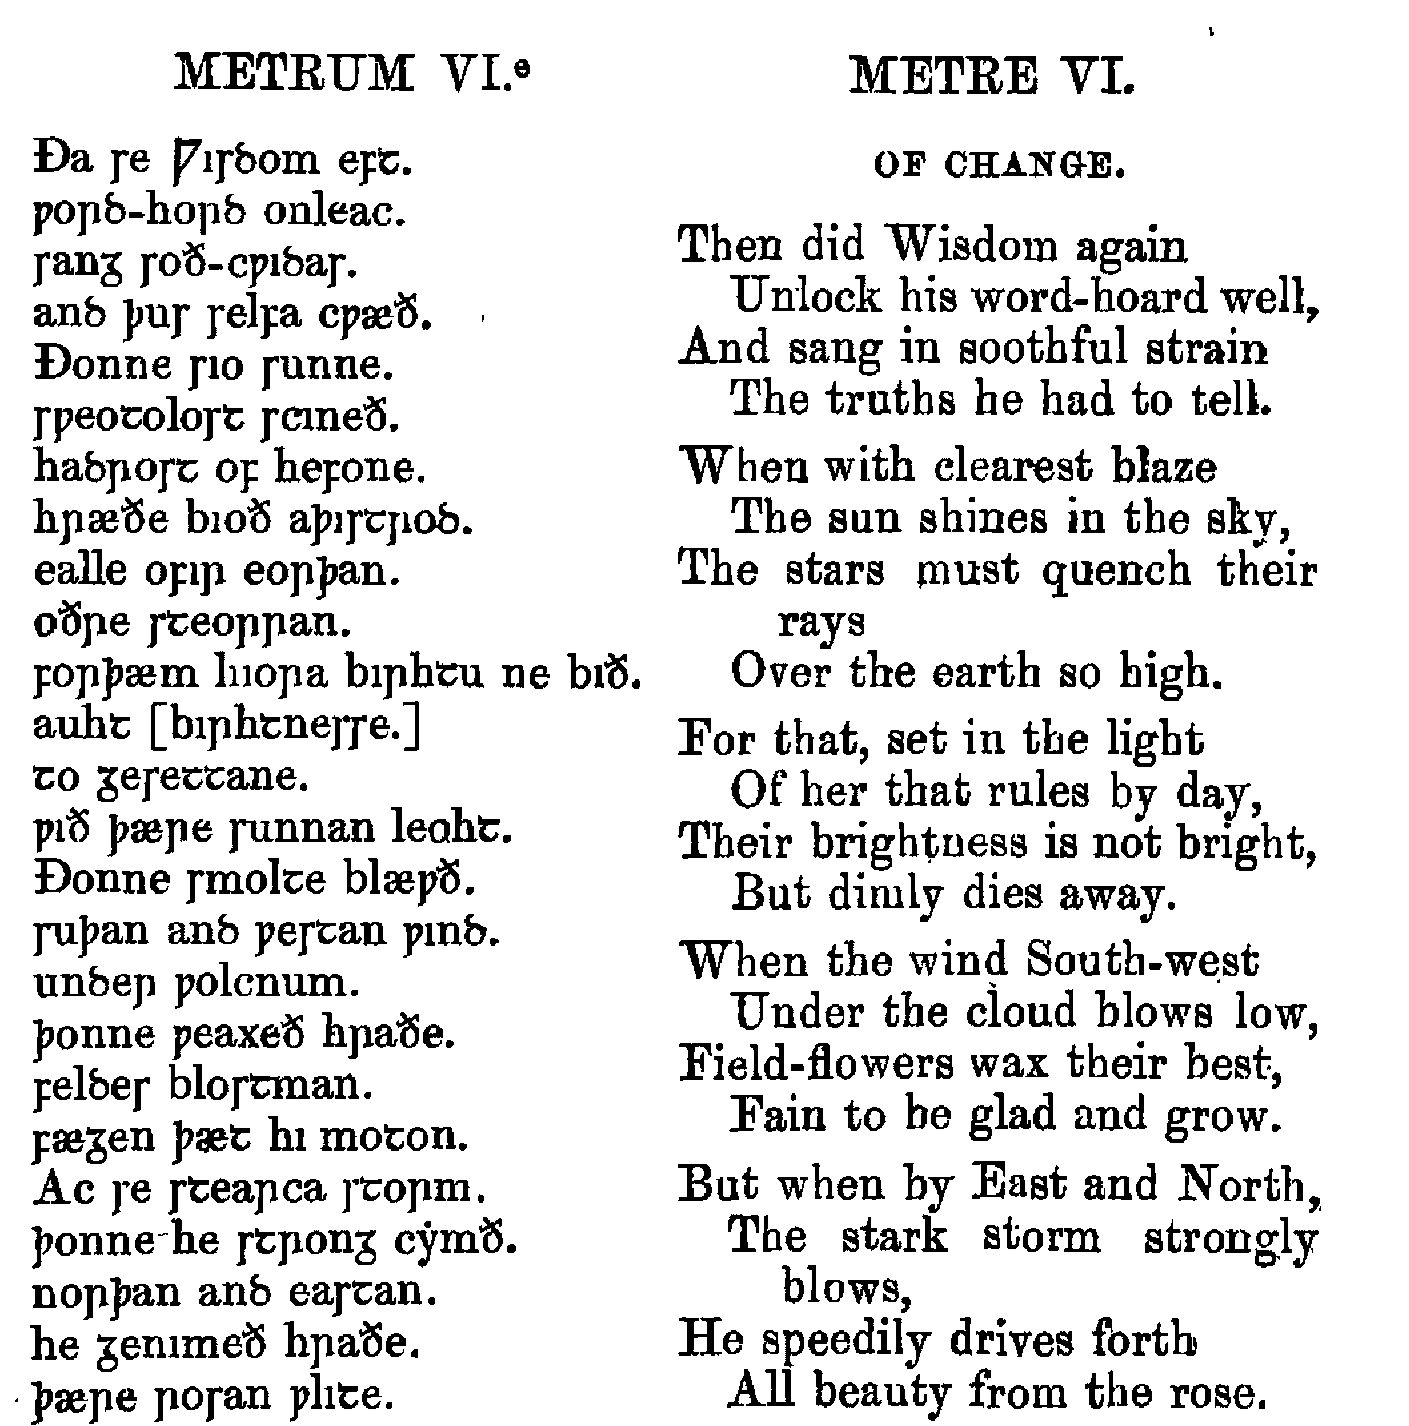 METRUM VI.e
Ða se Ƿisdom eft.
ƿord-hord onleac.
sang soð-cƿidas.
and þus selfa cƿæð.
Ðonne sio sunne.
sƿeotolost scineð.
hadrost of hefone.
hræðe bioð aþistrod.
ealle ofir eorþan.
oðre steorran.
forþæm hiora birhtu ne bið.
auht [birhtnesse.]
to gesettane.
ƿið þære sunnan leoht.
Ðonne smolte blæƿð.
suþan and ƿestan ƿind.
under ƿolcnum.
þonne ƿeaxeð hraðe.
feldes blostman.
fægen þæt hi moton.
Ac se stearca storm.
þonne he strong cẏmð.
norþan and eastan.
he genimeð hraðe.
þære rosan ƿlite.
METRE VI.
OF CHANGE.
Then did Wisdom again
Unlock his word-hoard well,
And sang in soothful strain
The truths he had to tell.
When with clearest blaze
The sun shines in the sky,
The stars must quench their
rays
Over the earth so high.
For that, set in the light
Of her that rules by day,
Their brightness is not bright,
But dimly dies away.
When the wind South-west
Under the cloud blows low,
Field-flowers wax their best,
Fain to be glad and grow.
But when by East and North,
The stark storm strongly
blows,
He speedily drives forth
All beauty from the rose.